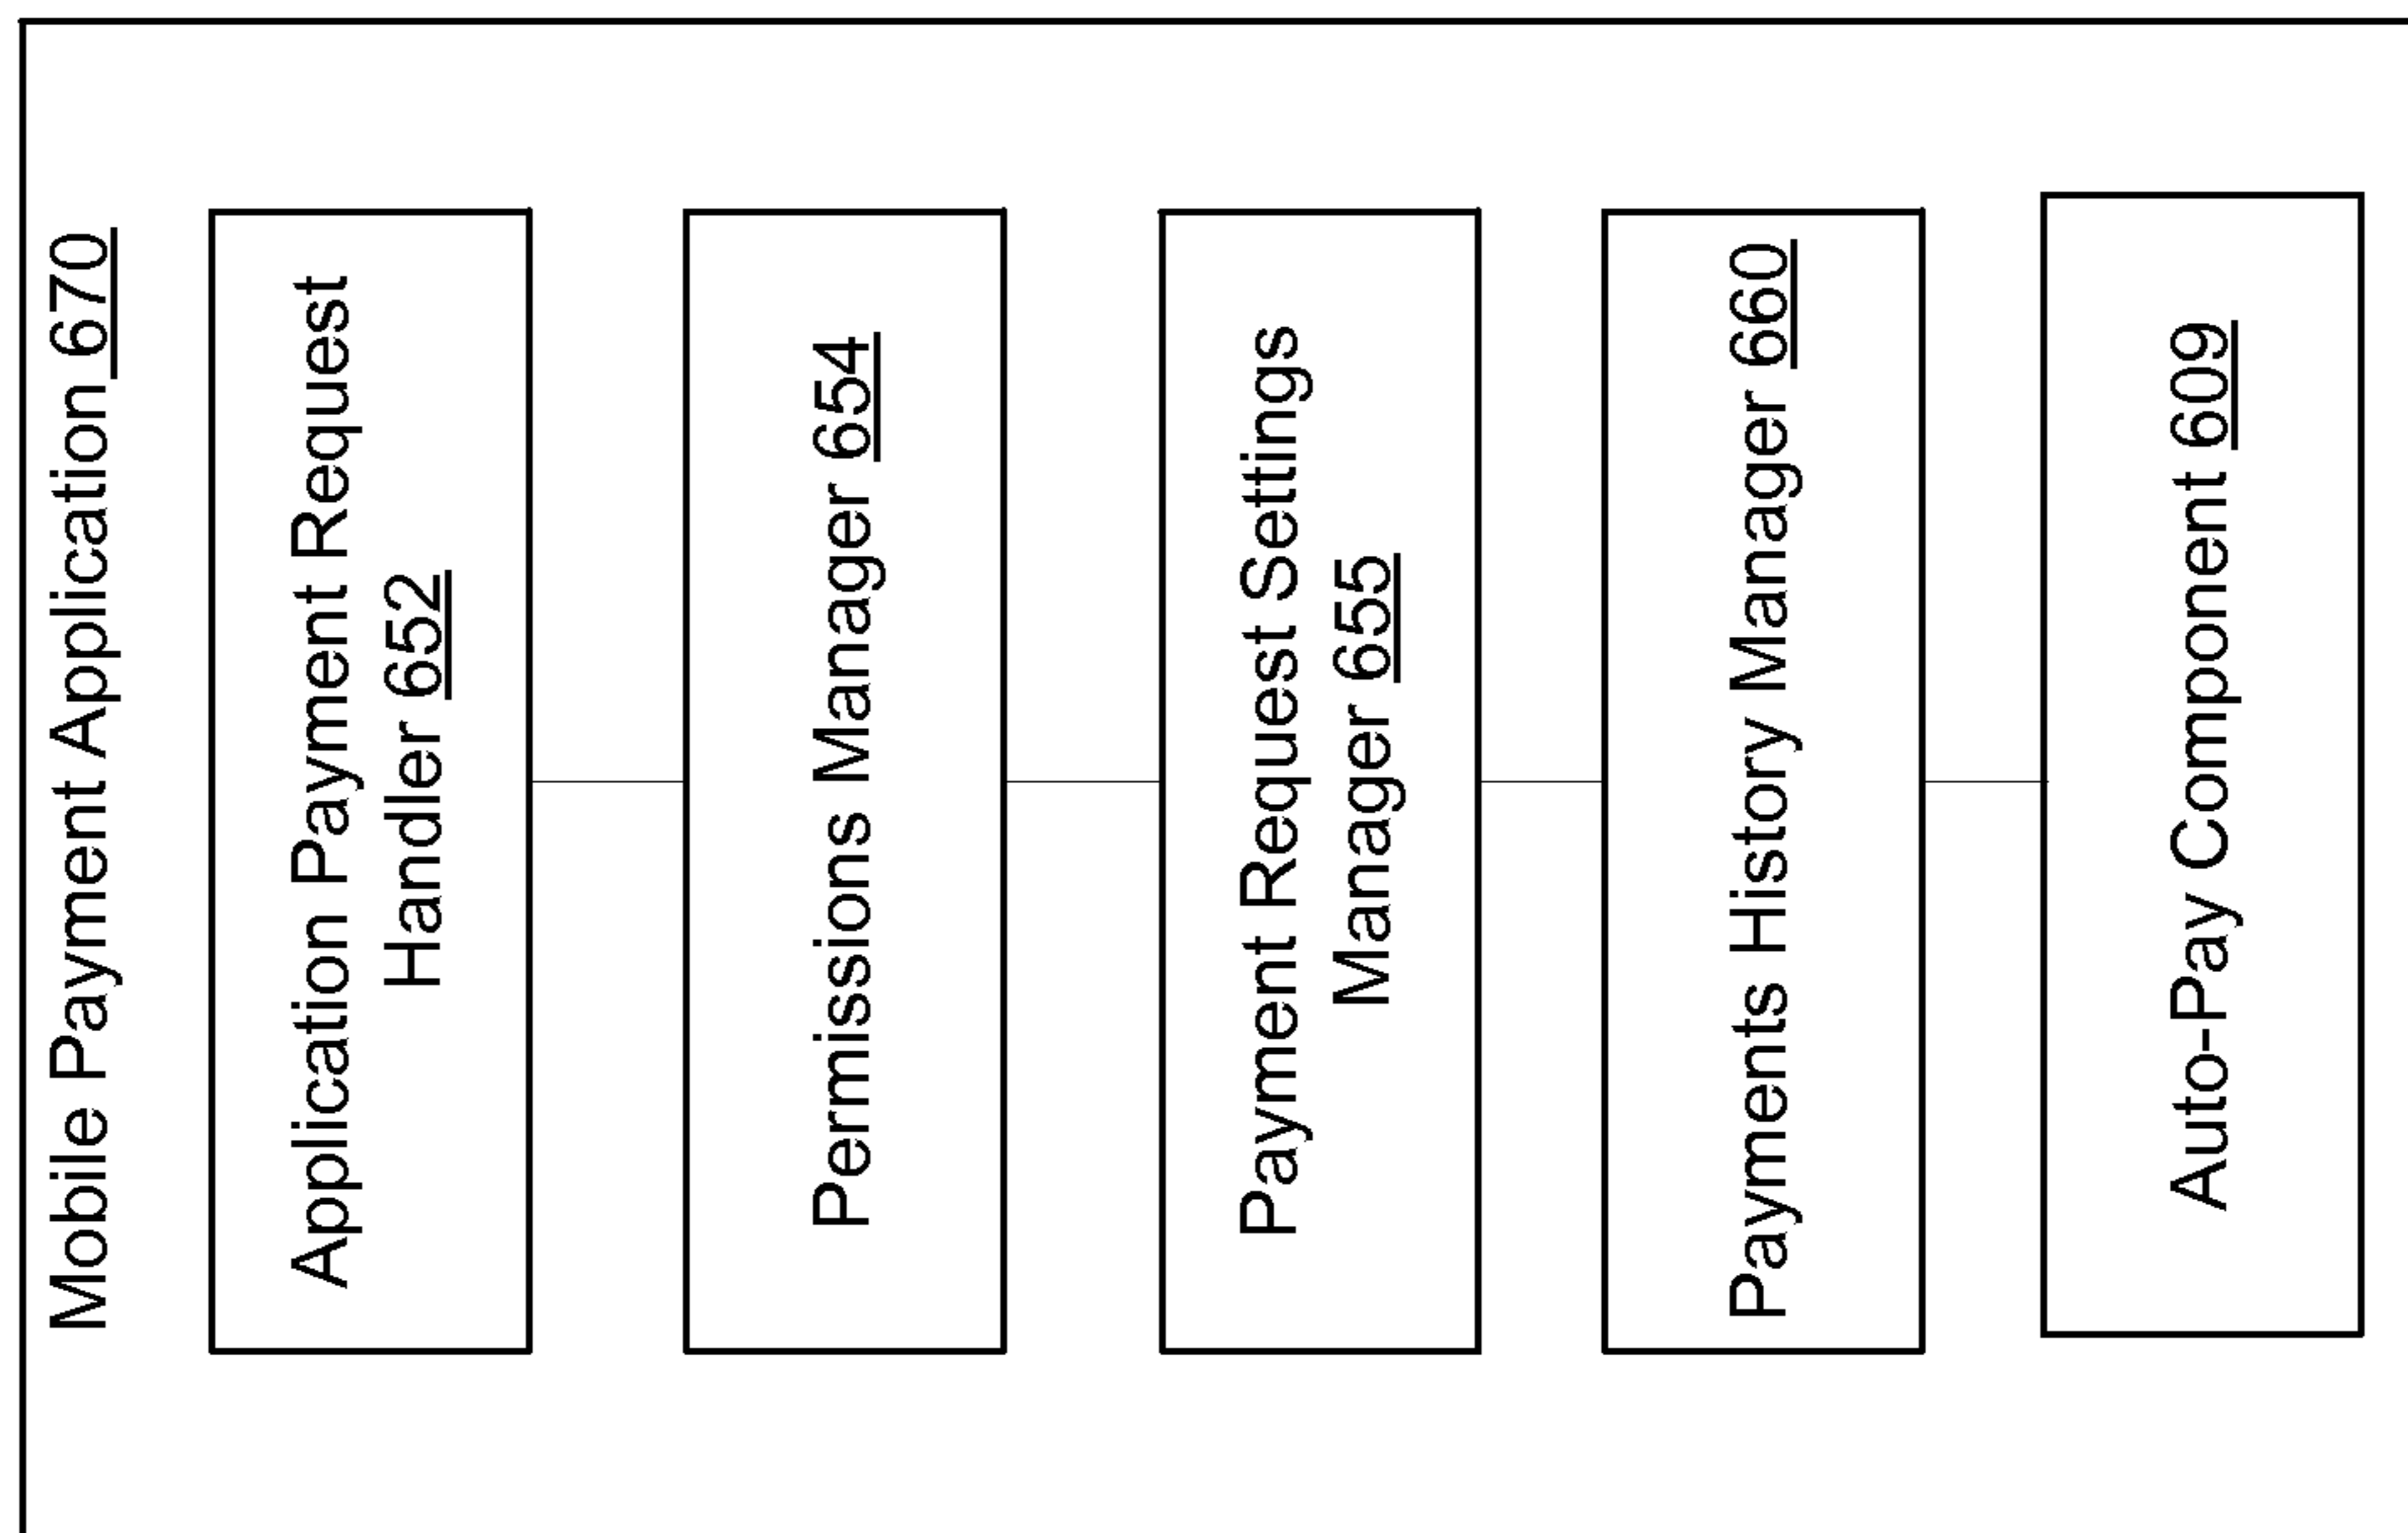 Mobile Payment Application 670
Application Payment Request
Handler 652
Permissions Manager 654
Payment Request Settings
Manager 655
Payments History Manager 660
Auto-Pay Component 609